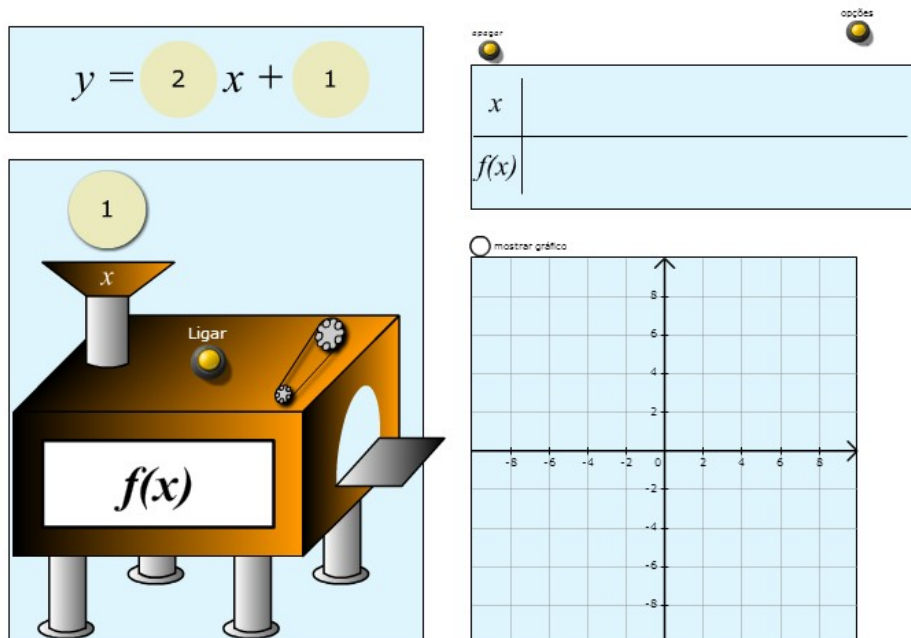 y = 2 x + 1
1
x
Ligar
f(x)
apagar
opções
x
f(x)
mostrar gráfico
8
6
4
2
-8 -6 -4 -2 0 2 4 6 8
-2
-4
-6
-8